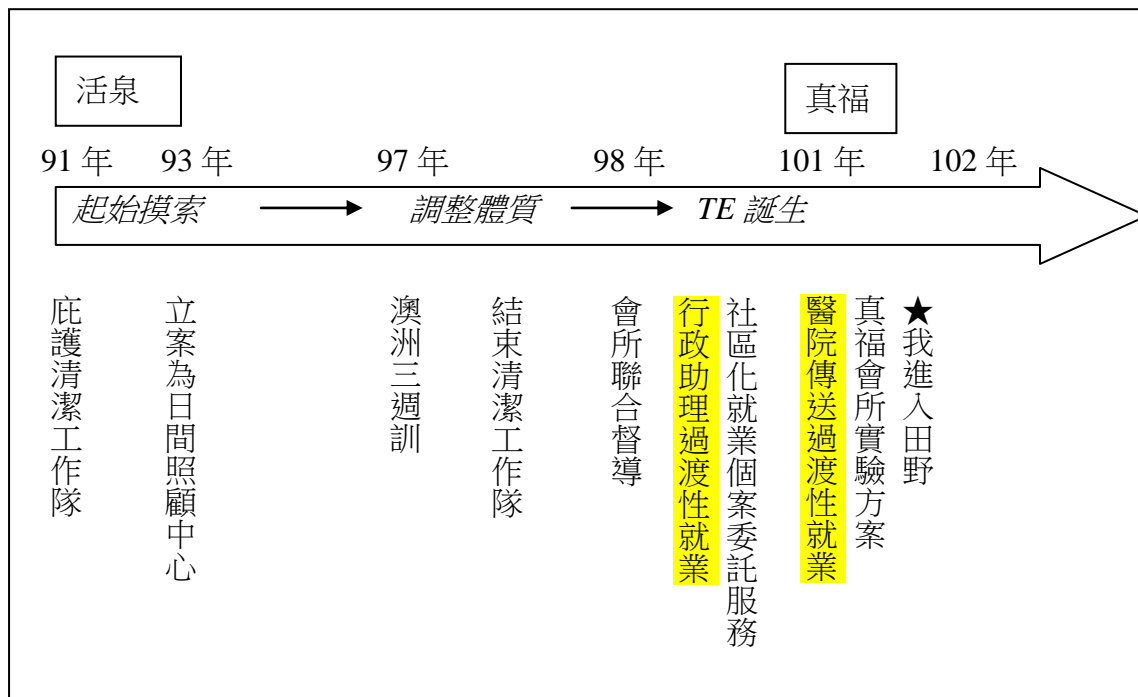 活泉
真福
91 年
93 年
97 年
98 年
101 年
102 年
起始摸索
調整體質
TE 誕生
庇護清潔工作隊
立案為日間照顧中心
澳洲三週訓
結束清潔工作隊
會所聯合督導
行政助理過渡性就業
社區化就業個案委託服務
醫院傳送過渡性就業
真福會所實驗方案
★我進入田野